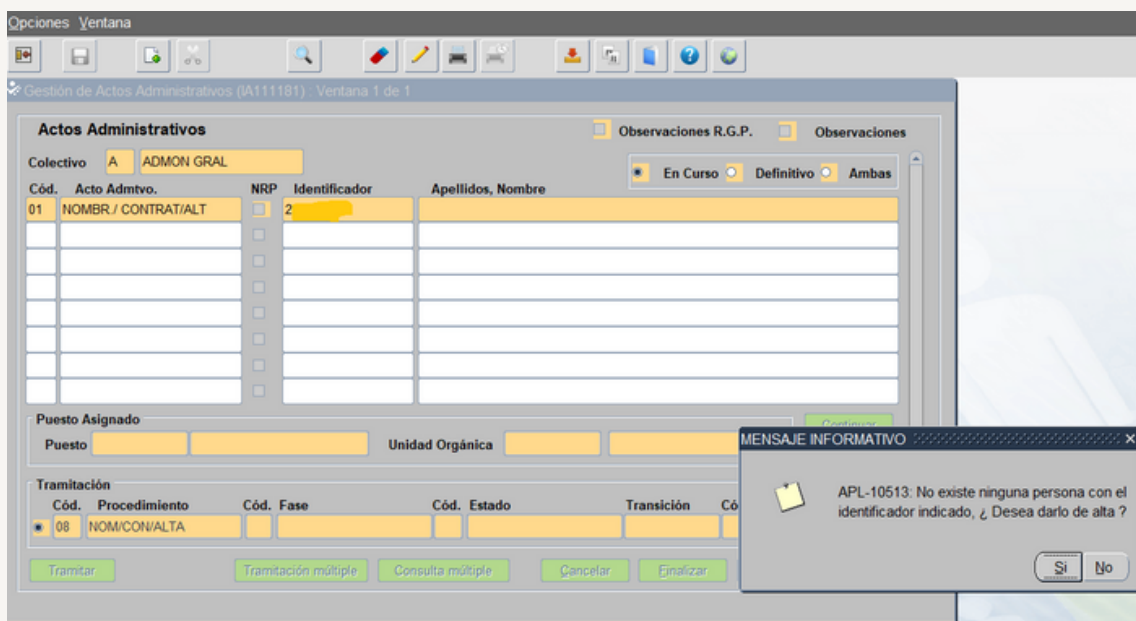 Opciones Ventana
Gestión de Actos Administrativos (IA111181) : Ventana 1 de 1
Actos Administrativos
Observaciones R.G.P. Observaciones
Colectivo A ADMON GRAL
En Curso Definitivo Ambas
Cód. Acto Admtvo. NRP Identificador Apellidos, Nombre
01 NOMBR./ CONTRAT/ALT 2
Puesto Asignado
Continuar
Puesto Unidad Orgánica
MENSAJE INFORMATIVO
APL-10513: No existe ninguna persona con el
identificador indicado, ¿ Desea darlo de alta ?
Si No
Tramitación
Cód. Procedimiento Cód. Fase Cód. Estado Transición Có
08 NOM/CON/ALTA
Tramitar Tramitación múltiple Consulta múltiple Cancelar Finalizar